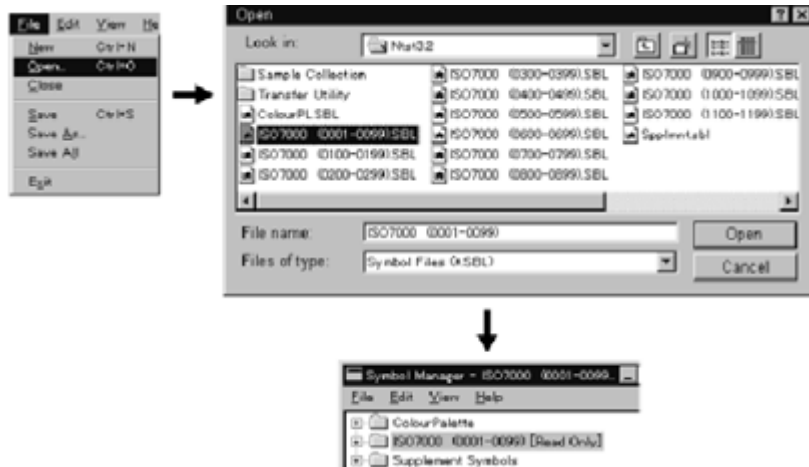 File Edit View He
New Ctrl+N
Open... Ctrl+O
Close
Save Ctrl+S
Save As...
Save All
Exit
Open
Look in: Ntst32
Sample Collection
Transfer Utility
ColourPL.SBL
ISO7000 (0001-0099).SBL
ISO7000 (0100-0199).SBL
ISO7000 (0200-0299).SBL
ISO7000 (0300-0399).SBL
ISO7000 (0400-0499).SBL
ISO7000 (0500-0599).SBL
ISO7000 (0600-0699).SBL
ISO7000 (0700-0799).SBL
ISO7000 (0800-0899).SBL
ISO7000 (0900-0999).SBL
ISO7000 (1000-1099).SBL
ISO7000 (1100-1199).SBL
File name: ISO7000 (0001-0099)
Open
Files of type: Symbol Files (*.SBL)
Cancel
Symbol Manager - ISO7000 (0001-0099..
File Edit View Help
ColourPalette
ISO7000 (0001-0099) [Read Only]
Supplement Symbols